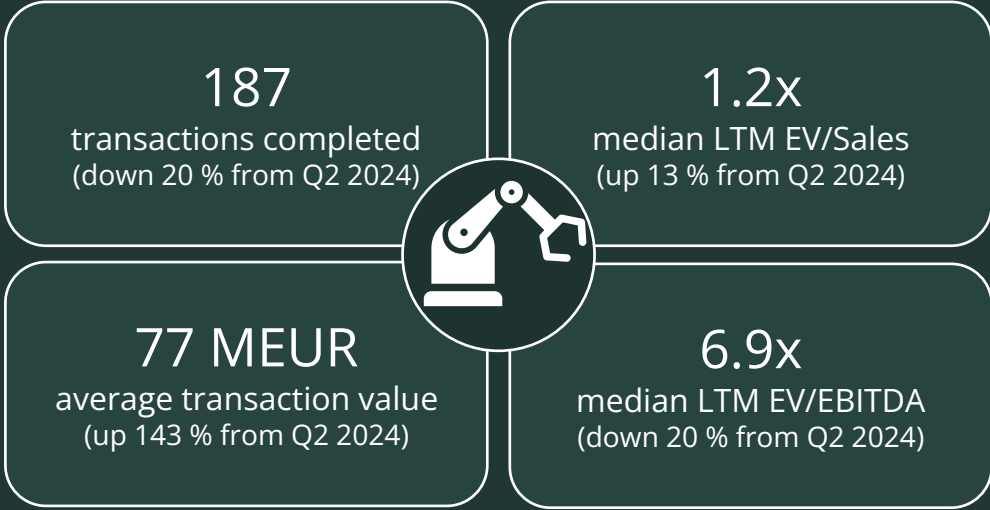 187
transactions completed
(down 20 % from Q2 2024)
1.2x
median LTM EV/Sales
(up 13 % from Q2 2024)
77 MEUR
average transaction value
(up 143 % from Q2 2024)
6.9x
median LTM EV/EBITDA
(down 20 % from Q2 2024)